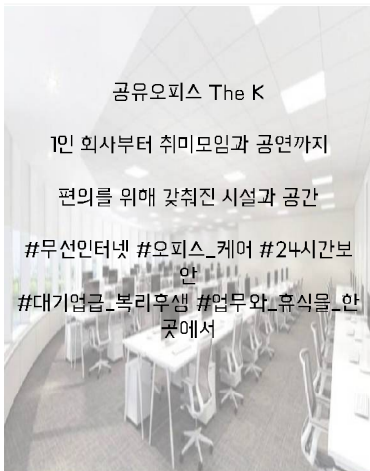 공유오피스 The K
1인 회사부터 취미모임과 공연까지
편의를 위해 갖춰진 시설과 공간
#무선인터넷 #오피스_케어 #24시간보
안
#대기업급_복리후생 #업무와_휴식을_한
곳에서